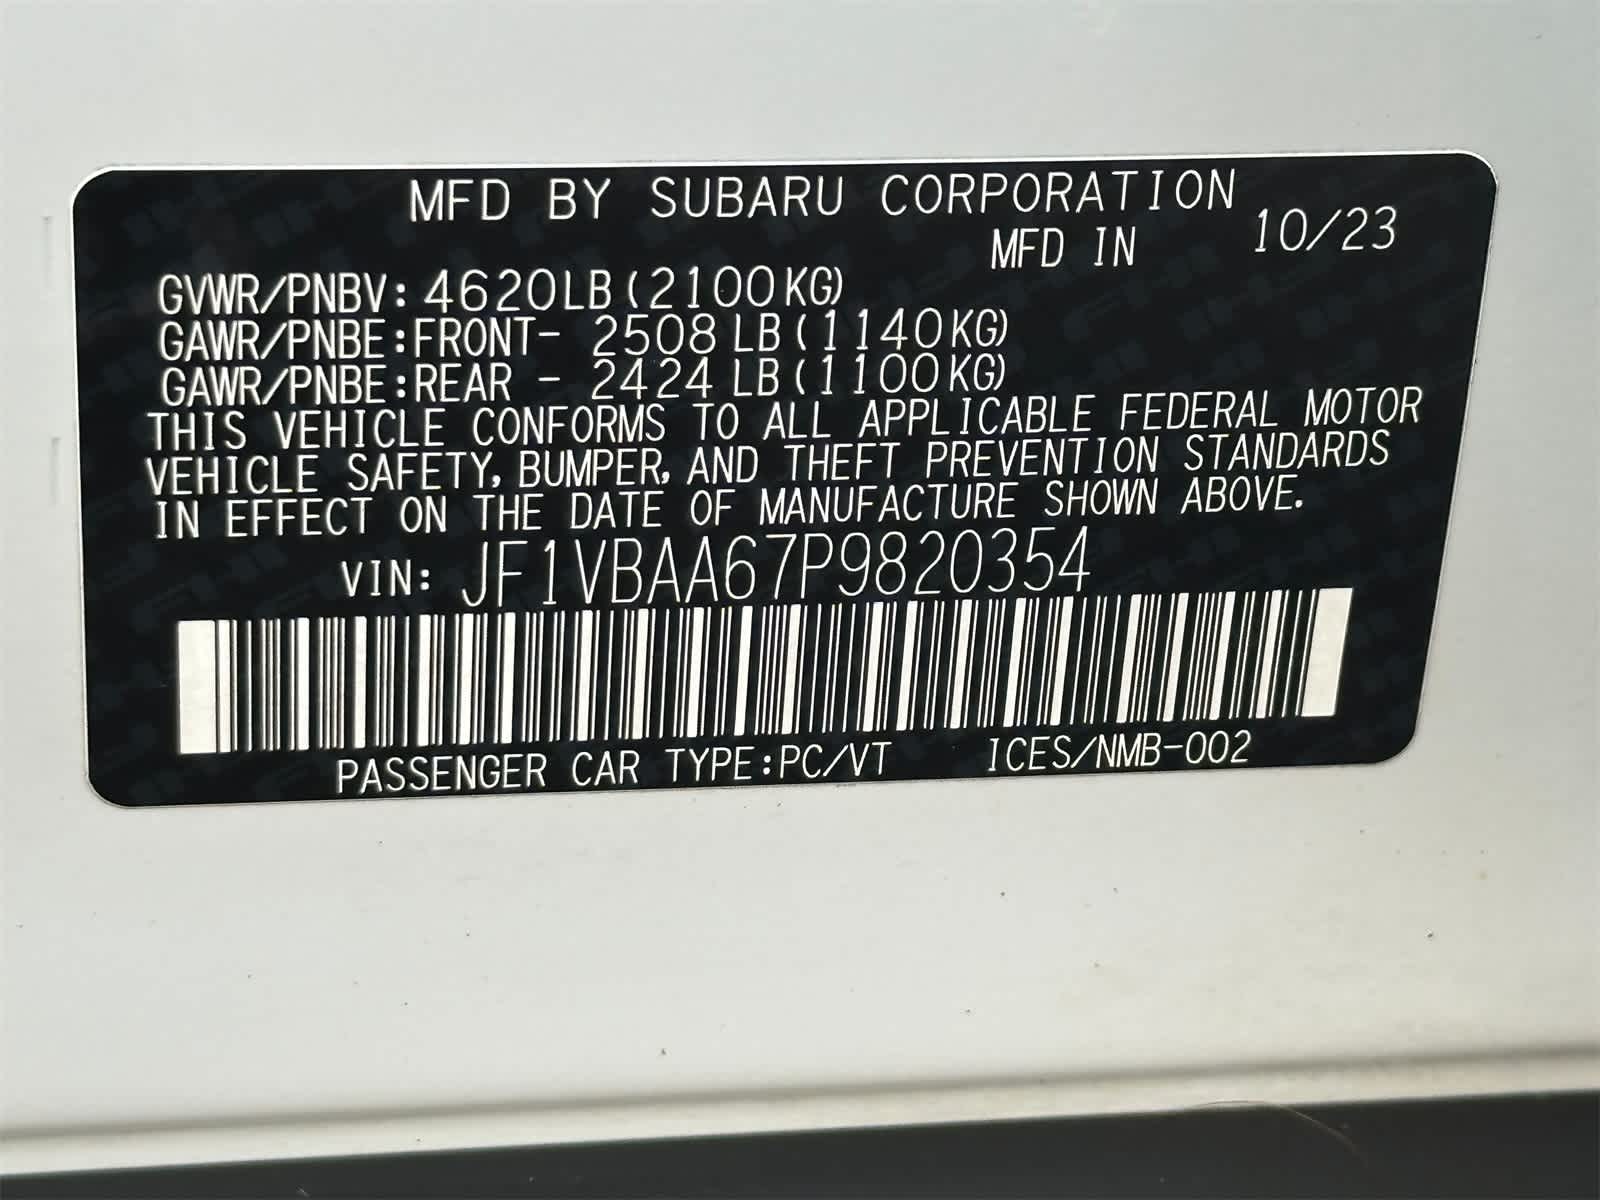 MFD BY SUBARU CORPORATION
MFD IN 10/23
GVWR/PNBV: 4620LB (2100KG)
GAWR/PNBE:FRONT- 2508 LB (1140KG)
GAWR/PNBE:REAR - 2424 LB (1100KG)
THIS VEHICLE CONFORMS TO ALL APPLICABLE FEDERAL MOTOR
VEHICLE SAFETY, BUMPER, AND THEFT PREVENTION STANDARDS
IN EFFECT ON THE DATE OF MANUFACTURE SHOWN ABOVE.
VIN: JF1VBAA67P9820354
PASSENGER CAR TYPE:PC/VT ICES/NMB-002